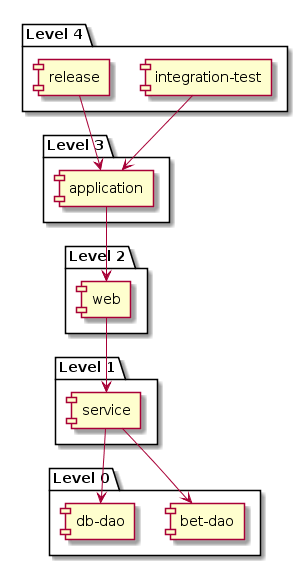 Level 4
release
integration-test
Level 3
application
Level 2
web
Level 1
service
Level 0
db-dao
bet-dao